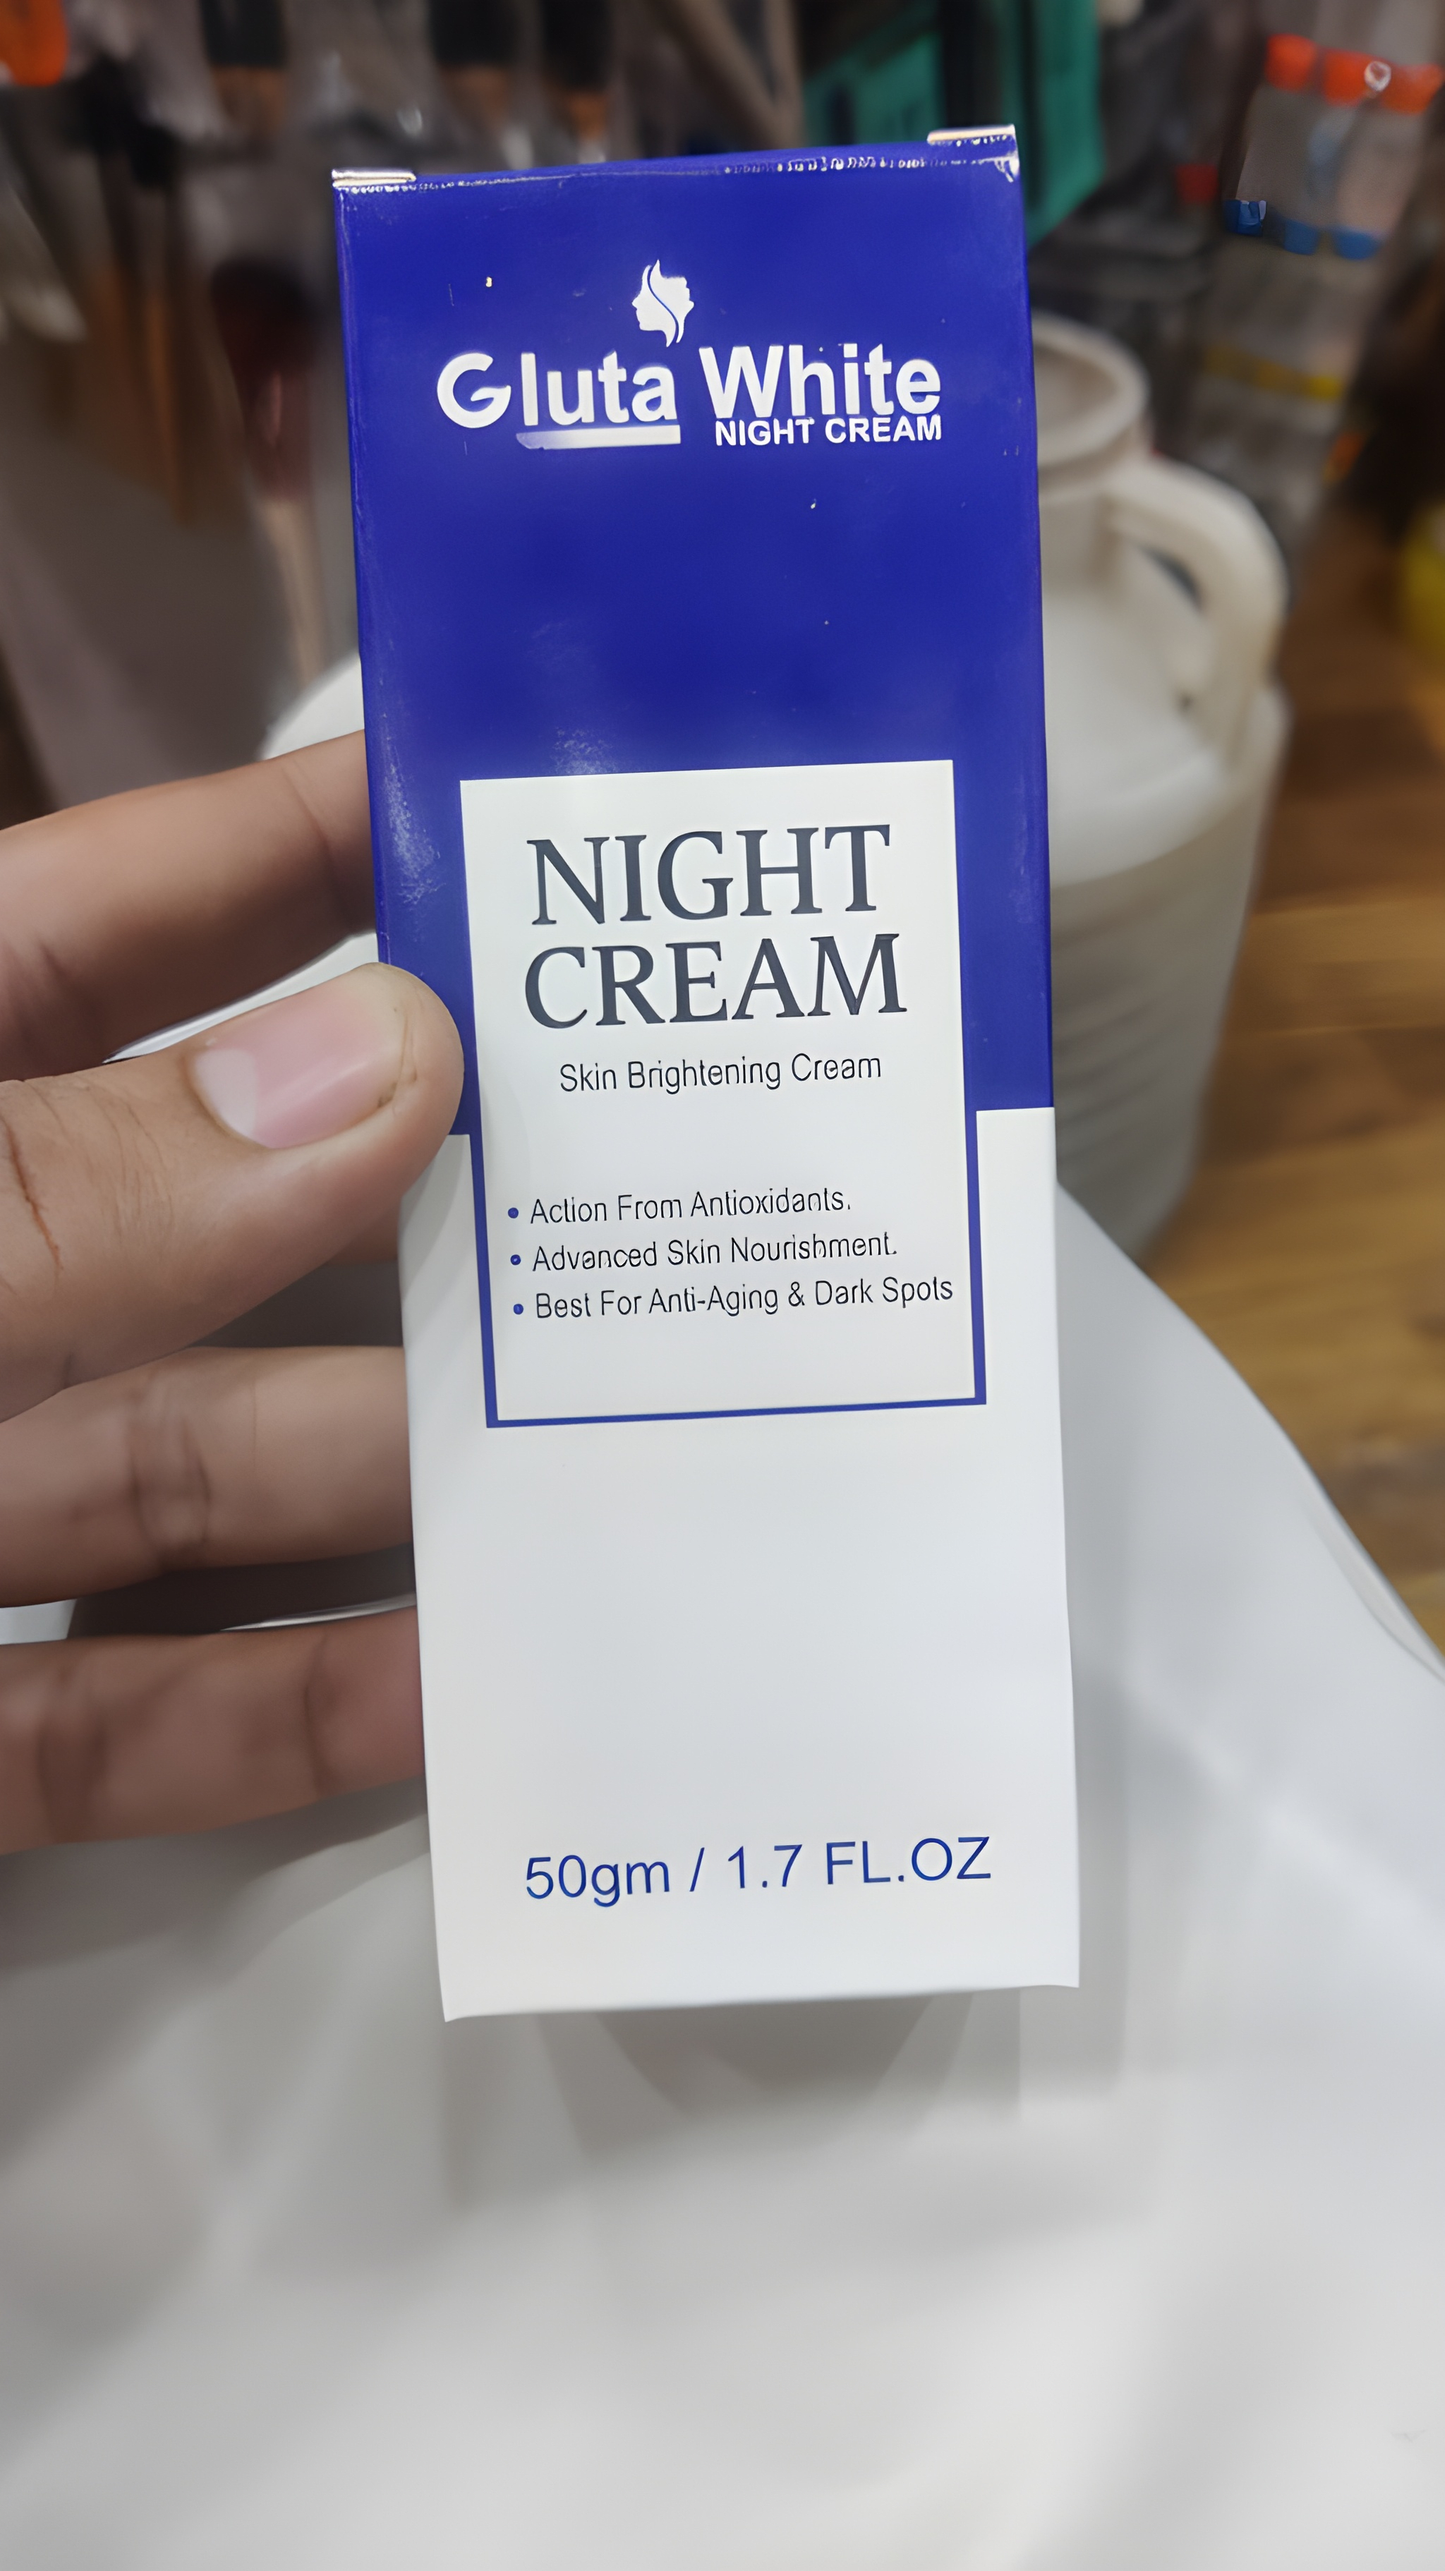 Gluta White
NIGHT CREAM
NIGHT
CREAM
Skin Brightening Cream
• Action From Antioxidants.
• Advanced Skin Nourishment.
• Best For Anti-Aging & Dark Spots
50gm / 1.7 FL.OZ